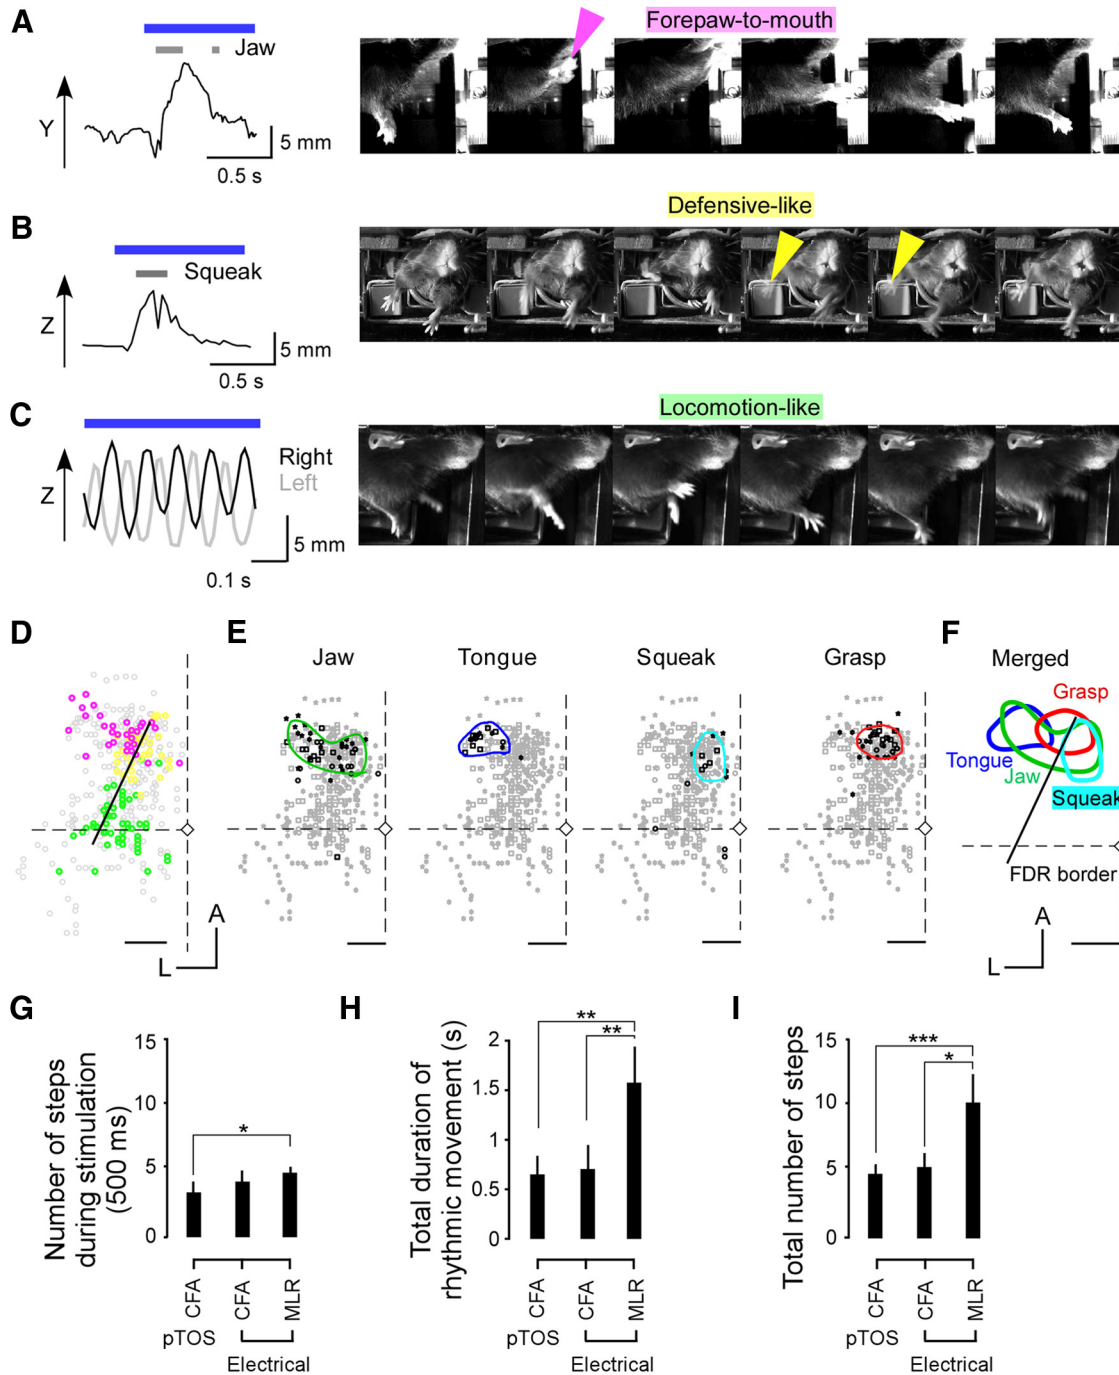 A
Jaw
Y
5 mm
0.5 s
Forepaw-to-mouth
B
Squeak
Z
5 mm
0.5 s
Defensive-like
C
Right
Left
Z
5 mm
0.1 s
Locomotion-like
D
A
L
E
Jaw
Tongue
Squeak
Grasp
F
Merged
Grasp
Tongue
Jaw
Squeak
FDR border
A
L
G
Number of steps
during stimulation
(500 ms)
15
10
5
0
*
CFA
CFA
MLR
pTOS
Electrical
H
Total duration of
rhythmic movement (s)
2
1.5
1
0.5
0
**
**
CFA
CFA
MLR
pTOS
Electrical
I
Total number of steps
15
10
5
0
***
*
CFA
CFA
MLR
pTOS
Electrical